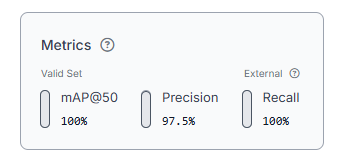 Metrics ?
Valid Set External ?
mAP@50 Precision Recall
100% 97.5% 100%